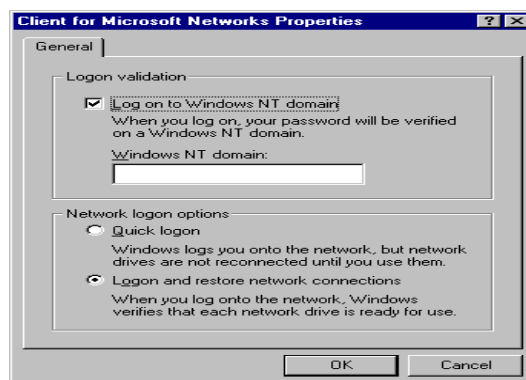 Client for Microsoft Networks Properties
General
Logon validation
Log on to Windows NT domain
When you log on, your password will be verified
on a Windows NT domain.
Windows NT domain:
Network logon options
Quick logon
Windows logs you onto the network, but network
drives are not reconnected until you use them.
Logon and restore network connections
When you log onto the network, Windows
verifies that each network drive is ready for use.
OK
Cancel